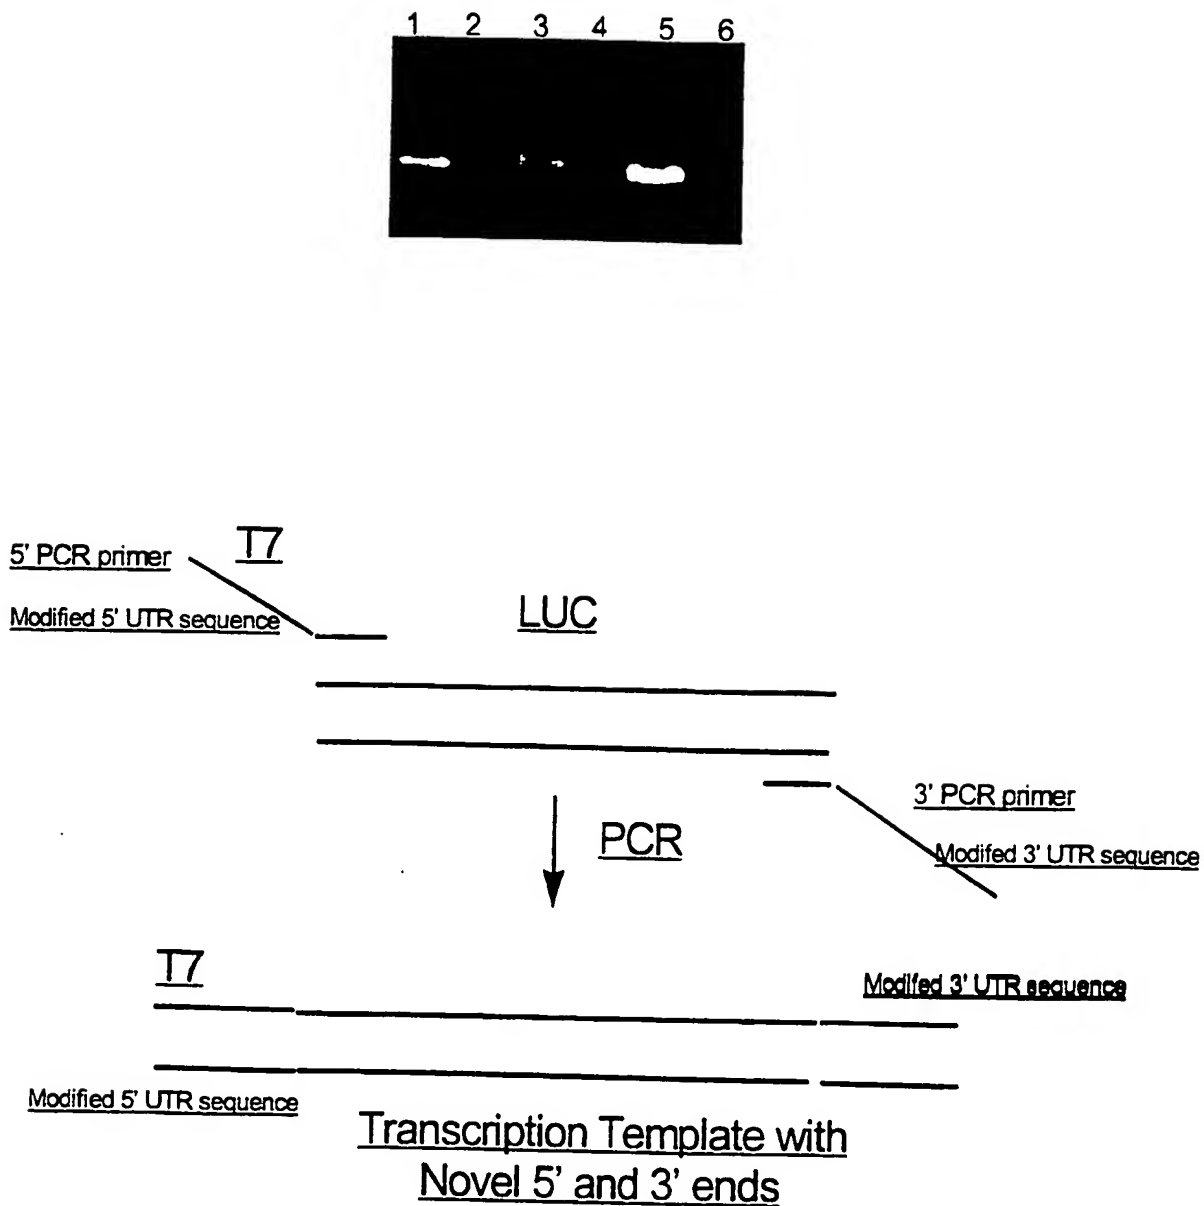 1 2 3 4 5 6
T7
5' PCR primer
Modified 5' UTR sequence
LUC
3' PCR primer
PCR
Modifed 3' UTR sequence
T7
Modifed 3' UTR sequence
Modified 5' UTR sequence
Transcription Template with
Novel 5' and 3' ends